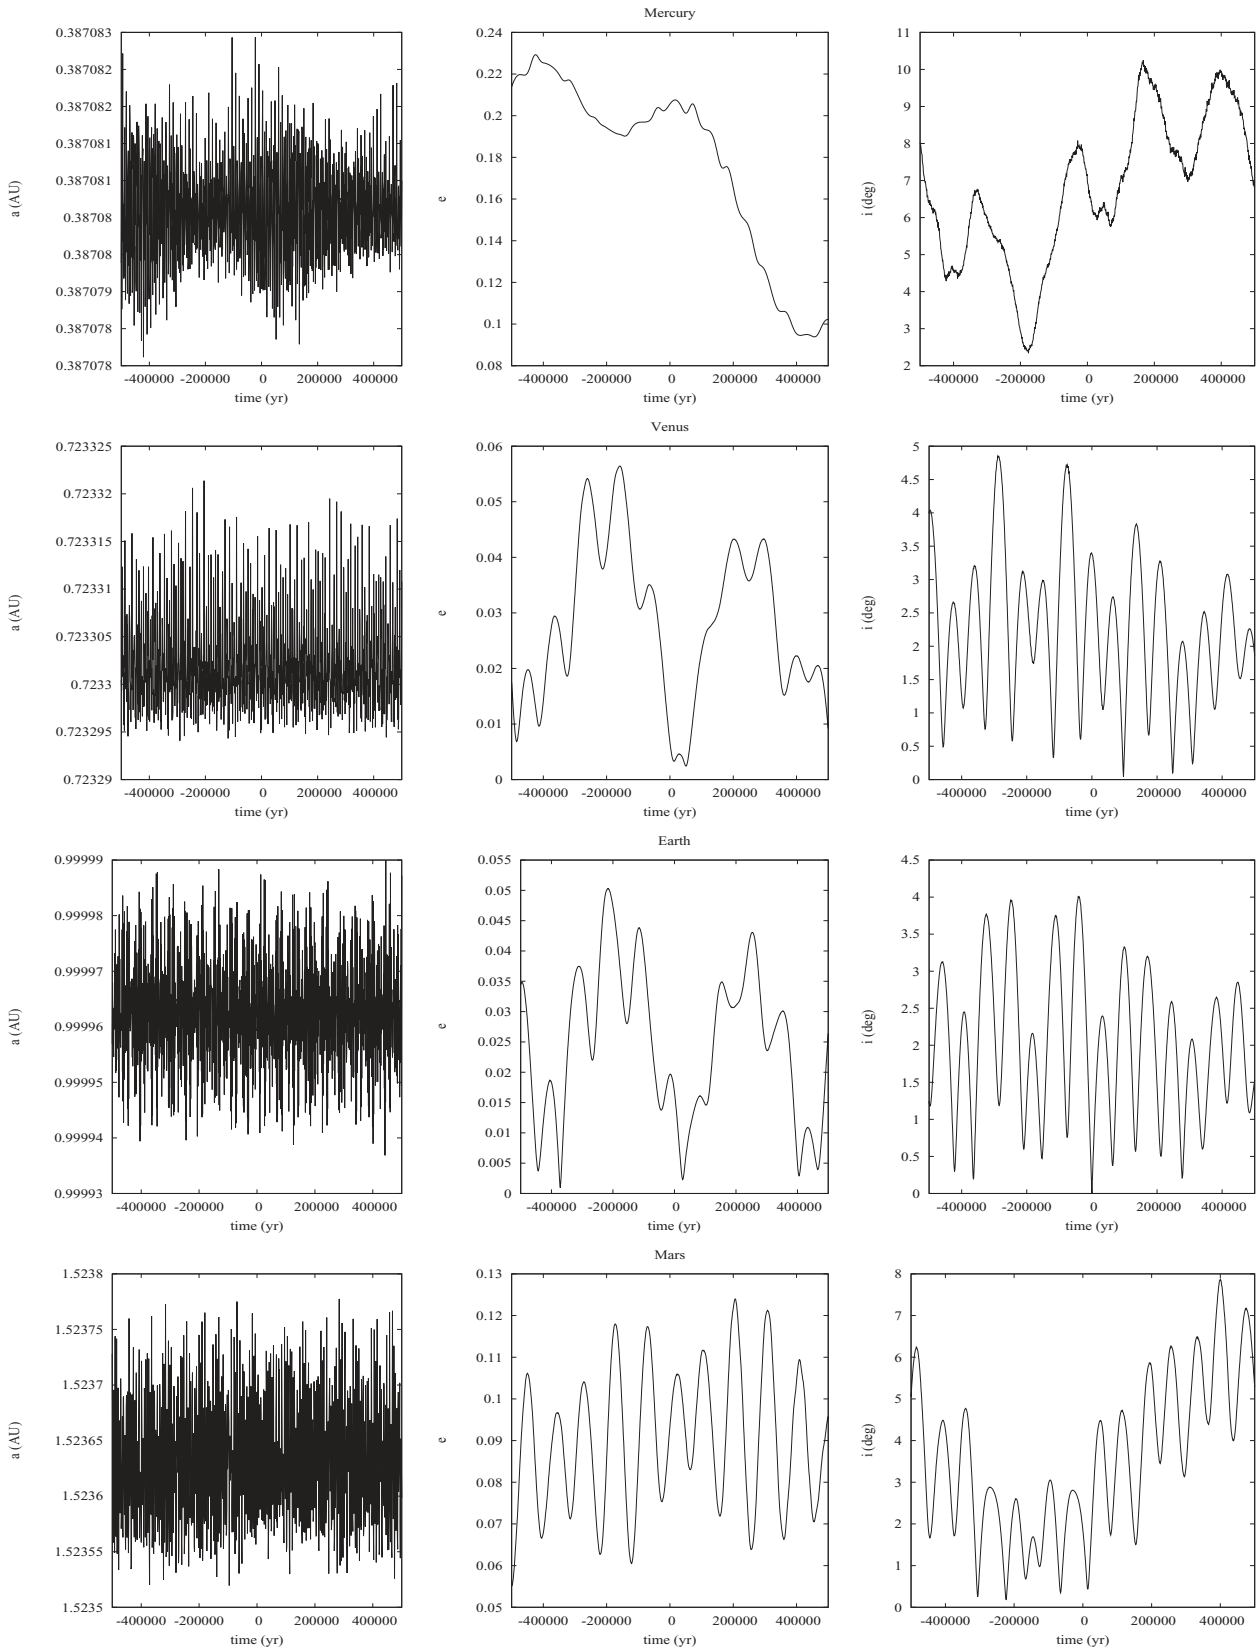 Mercury
a (AU)
0.387083
0.387082
0.387082
0.387081
0.387081
0.38708
0.38708
0.387079
0.387078
0.387078
-400000 -200000 0 200000 400000
time (yr)
e
0.24
0.22
0.2
0.18
0.16
0.14
0.12
0.1
0.08
-400000 -200000 0 200000 400000
time (yr)
i (deg)
11
10
9
8
7
6
5
4
3
2
-400000 -200000 0 200000 400000
time (yr)
Venus
a (AU)
0.723325
0.72332
0.723315
0.72331
0.723305
0.7233
0.723295
0.72329
-400000 -200000 0 200000 400000
time (yr)
e
0.06
0.05
0.04
0.03
0.02
0.01
0
-400000 -200000 0 200000 400000
time (yr)
i (deg)
5
4.5
4
3.5
3
2.5
2
1.5
1
0.5
0
-400000 -200000 0 200000 400000
time (yr)
Earth
a (AU)
0.99999
0.99998
0.99997
0.99996
0.99995
0.99994
0.99993
-400000 -200000 0 200000 400000
time (yr)
e
0.055
0.05
0.045
0.04
0.035
0.03
0.025
0.02
0.015
0.01
0.005
0
-400000 -200000 0 200000 400000
time (yr)
i (deg)
4.5
4
3.5
3
2.5
2
1.5
1
0.5
0
-400000 -200000 0 200000 400000
time (yr)
Mars
a (AU)
1.5238
1.52375
1.5237
1.52365
1.5236
1.52355
1.5235
-400000 -200000 0 200000 400000
time (yr)
e
0.13
0.12
0.11
0.1
0.09
0.08
0.07
0.06
0.05
-400000 -200000 0 200000 400000
time (yr)
i (deg)
8
7
6
5
4
3
2
1
0
-400000 -200000 0 200000 400000
time (yr)